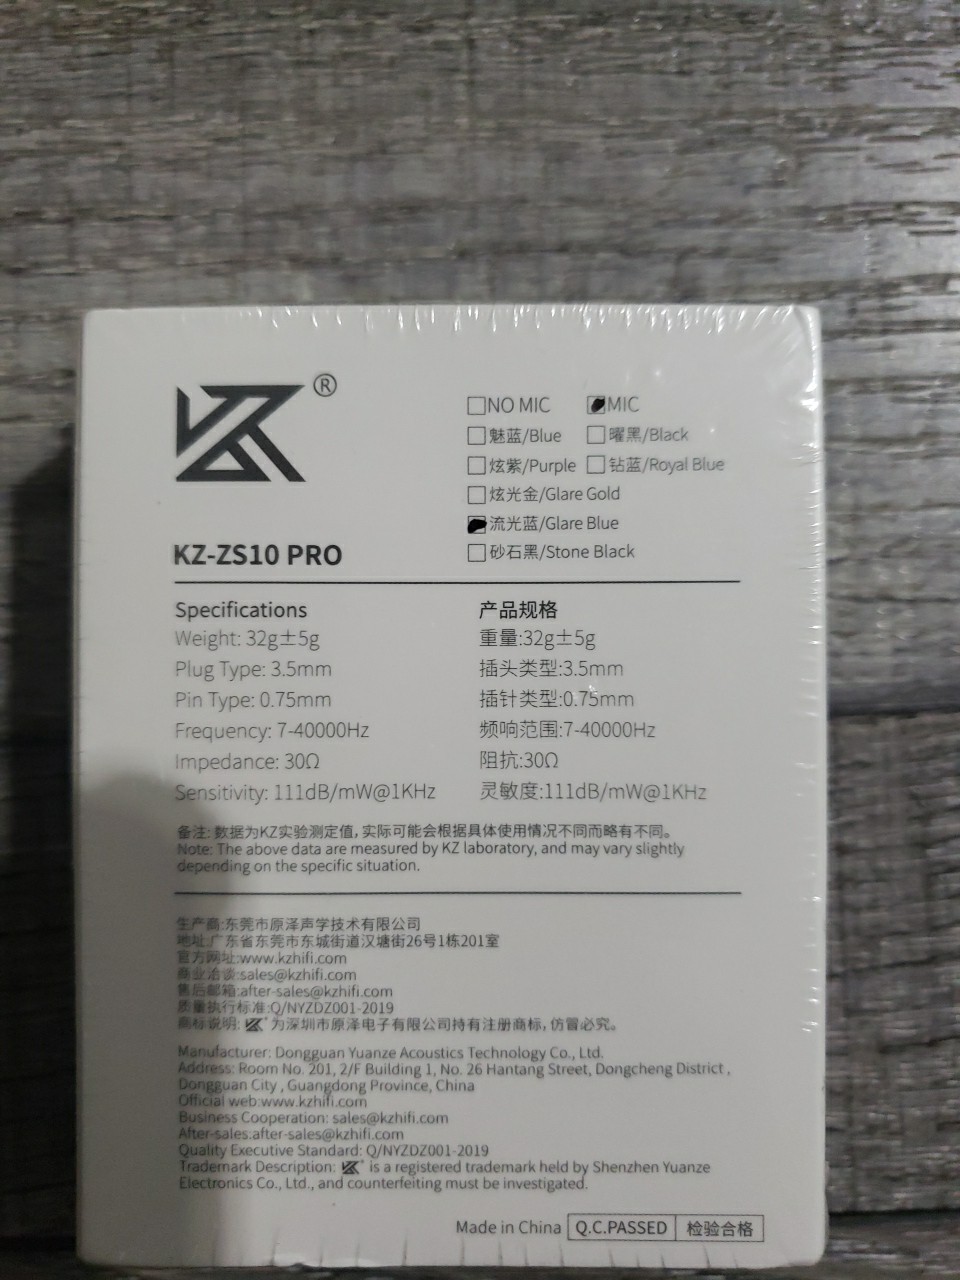 KZ®
□NO MIC ■MIC
□魅蓝/Blue □曜黑/Black
□炫紫/Purple □钻蓝/Royal Blue
□炫光金/Glare Gold
■流光蓝/Glare Blue
□砂石黑/Stone Black
KZ-ZS10 PRO
Specifications
Weight: 32g±5g
Plug Type: 3.5mm
Pin Type: 0.75mm
Frequency: 7-40000Hz
Impedance: 30Ω
Sensitivity: 111dB/mW@1KHz
产品规格
重量:32g±5g
插头类型:3.5mm
插针类型:0.75mm
频响范围:7-40000Hz
阻抗:30Ω
灵敏度:111dB/mW@1KHz
备注: 数据为KZ实验测定值, 实际可能会根据具体使用情况不同而略有不同。
Note: The above data are measured by KZ laboratory, and may vary slightly
depending on the specific situation.
生产商:东莞市原泽声学技术有限公司
地址:广东省东莞市东城街道汉塘街26号1栋201室
官方网址:www.kzhifi.com
商业洽谈:sales@kzhifi.com
售后邮箱:after-sales@kzhifi.com
质量执行标准:Q/NYZDZ001-2019
商标说明: KZ® 为深圳市原泽电子有限公司持有注册商标, 仿冒必究。
Manufacturer: Dongguan Yuanze Acoustics Technology Co., Ltd.
Address: Room No. 201, 2/F Building 1, No. 26 Hantang Street, Dongcheng District ,
Dongguan City , Guangdong Province, China
Official web:www.kzhifi.com
Business Cooperation: sales@kzhifi.com
After-sales:after-sales@kzhifi.com
Quality Executive Standard: Q/NYZDZ001-2019
Trademark Description: KZ® is a registered trademark held by Shenzhen Yuanze
Electronics Co., Ltd., and counterfeiting must be investigated.
Made in China Q.C.PASSED 检验合格